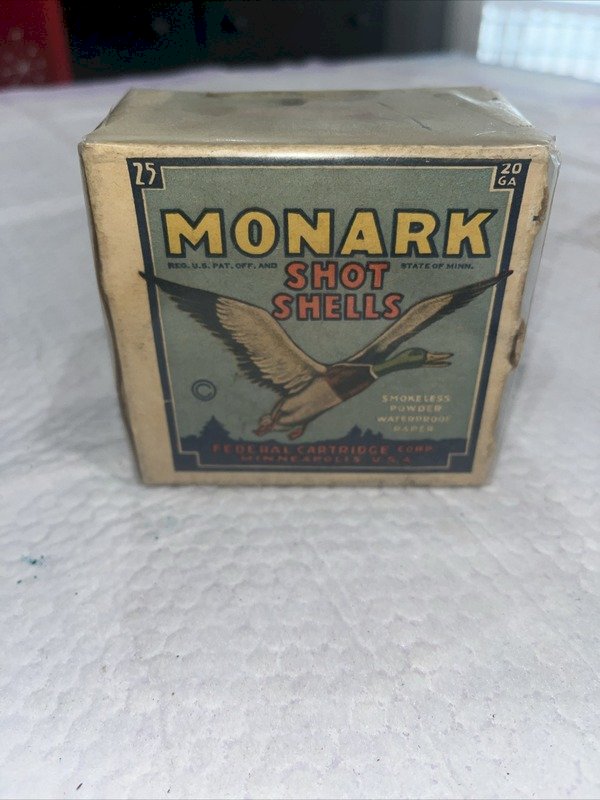 25
20
GA
MONARK
REG. U.S. PAT. OFF. AND
SHOT
STATE OF MINN.
SHELLS
C
SMOKELESS
POWDER
WATERPROOF
PAPER
FEDERAL CARTRIDGE CORP.
MINNEAPOLIS U.S.A.